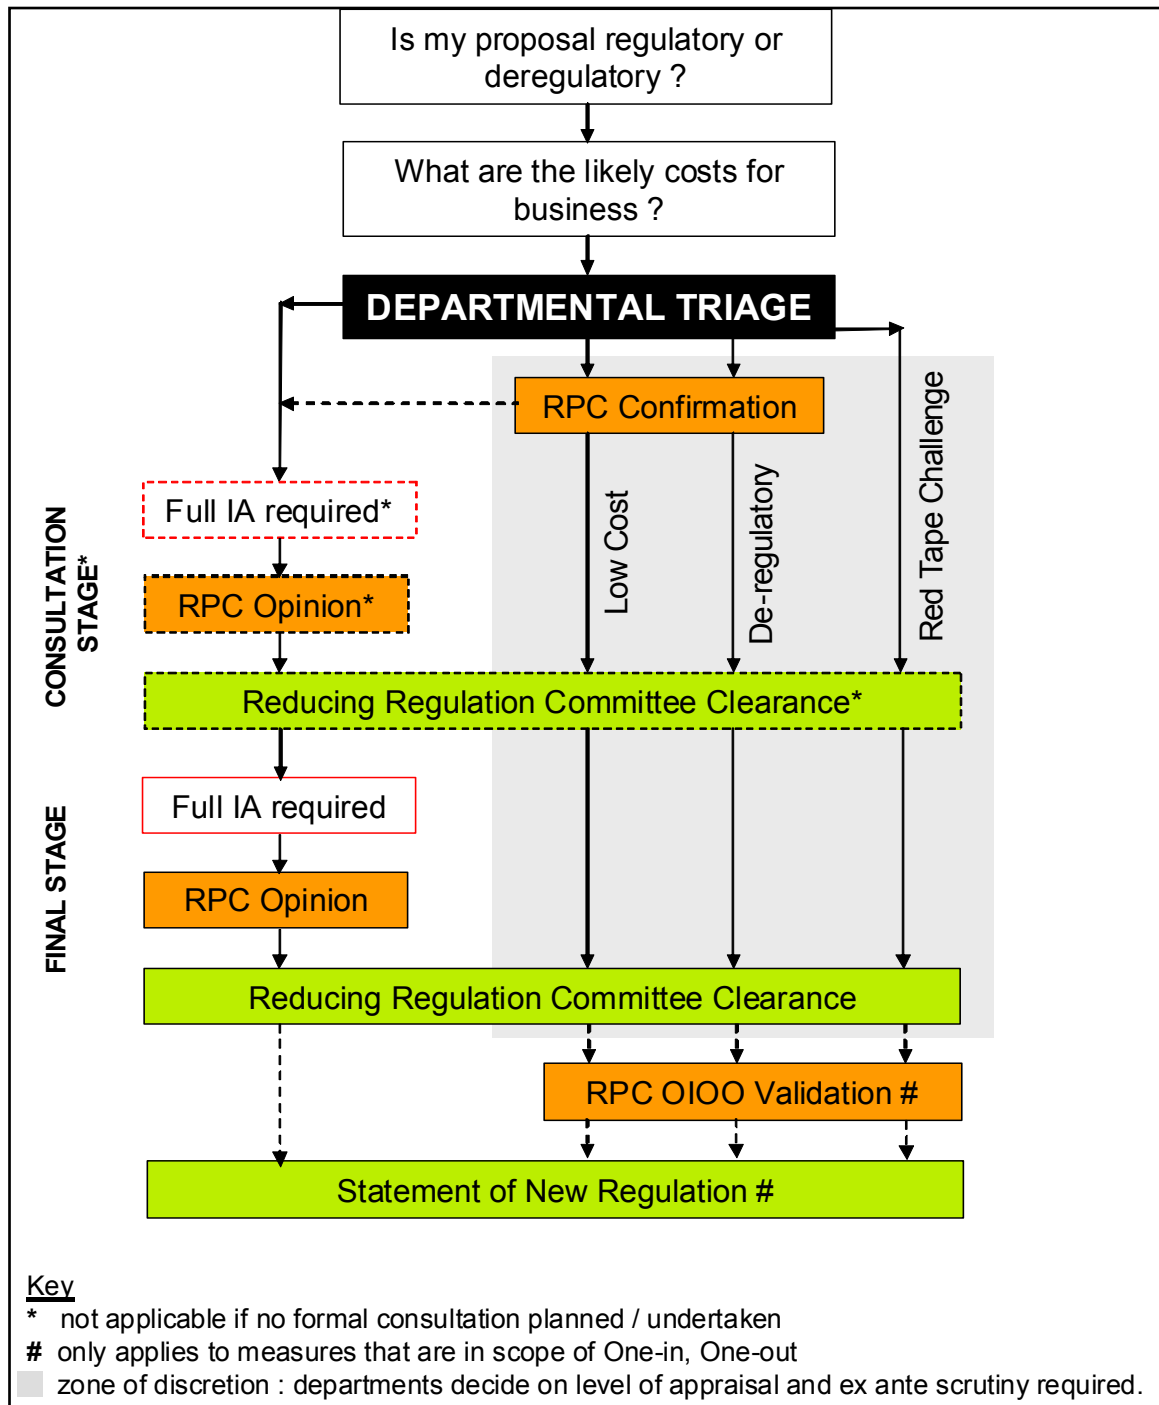 Is my proposal regulatory or
deregulatory ?
What are the likely costs for
business ?
DEPARTMENTAL TRIAGE
RPC Confirmation
Low Cost
De-regulatory
Red Tape Challenge
CONSULTATION
STAGE*
Full IA required*
RPC Opinion*
Reducing Regulation Committee Clearance*
FINAL STAGE
Full IA required
RPC Opinion
Reducing Regulation Committee Clearance
RPC OIOO Validation #
Statement of New Regulation #
Key
* not applicable if no formal consultation planned / undertaken
# only applies to measures that are in scope of One-in, One-out
zone of discretion : departments decide on level of appraisal and ex ante scrutiny required.